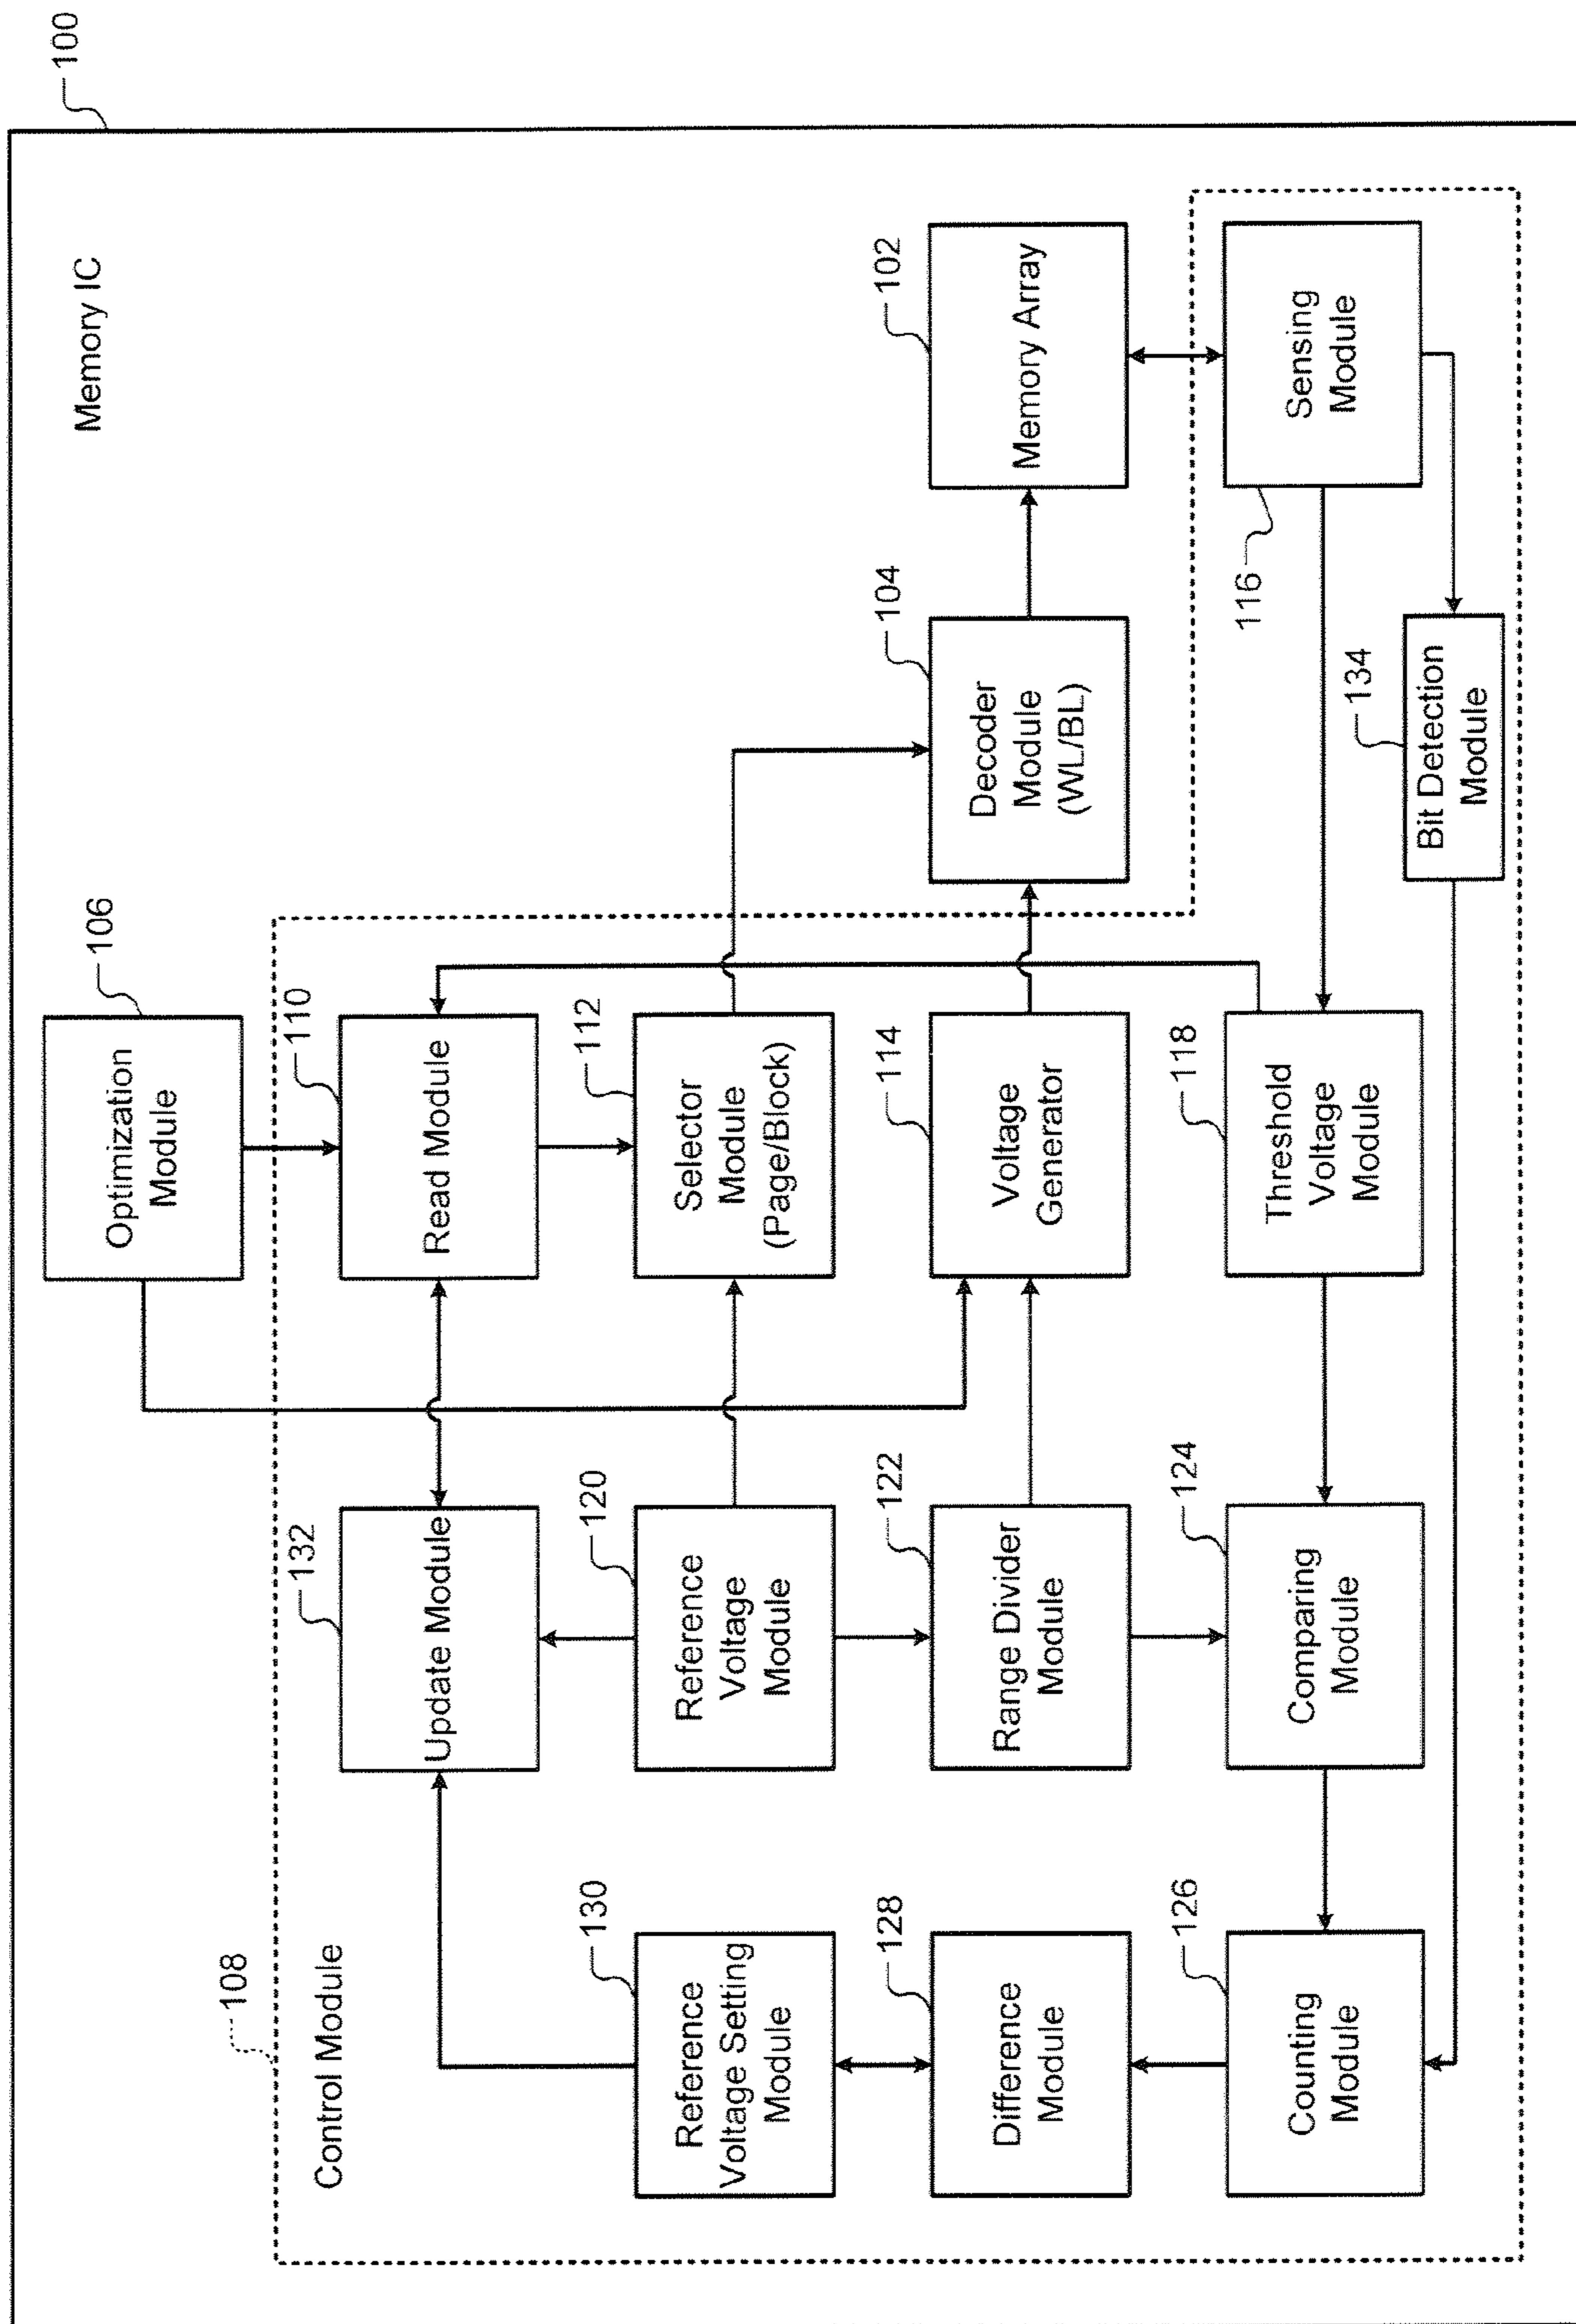 100
Memory IC
106
Optimization
Module
108
Control Module
132
Update Module
110
Read Module
130
Reference
Voltage Setting
Module
120
Reference
Voltage
Module
112
Selector
Module
(Page/Block)
128
Difference
Module
122
Range Divider
Module
114
Voltage
Generator
104
Decoder
Module
(WL/BL)
102
Memory Array
126
Counting
Module
124
Comparing
Module
118
Threshold
Voltage
Module
116
Sensing
Module
134
Bit Detection
Module